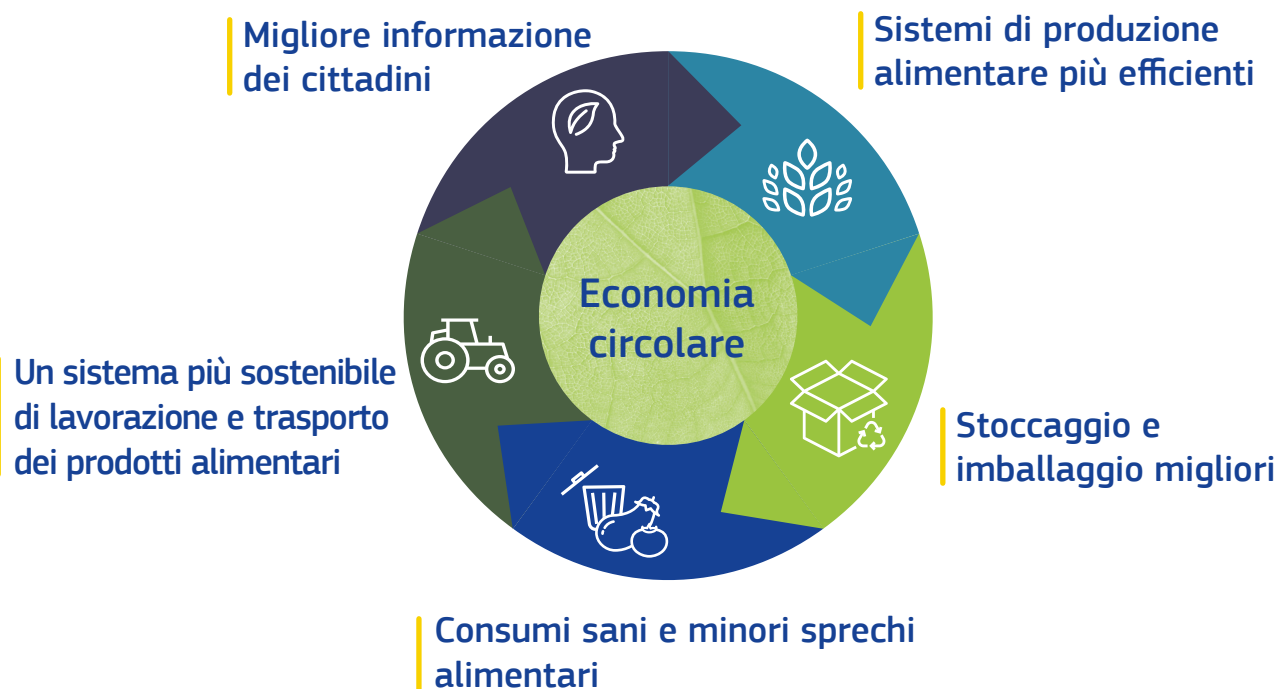 Migliore informazione
dei cittadini
Sistemi di produzione
alimentare più efficienti
Economia
circolare
Un sistema più sostenibile
di lavorazione e trasporto
dei prodotti alimentari
Stoccaggio e
imballaggio migliori
Consumi sani e minori sprechi
alimentari